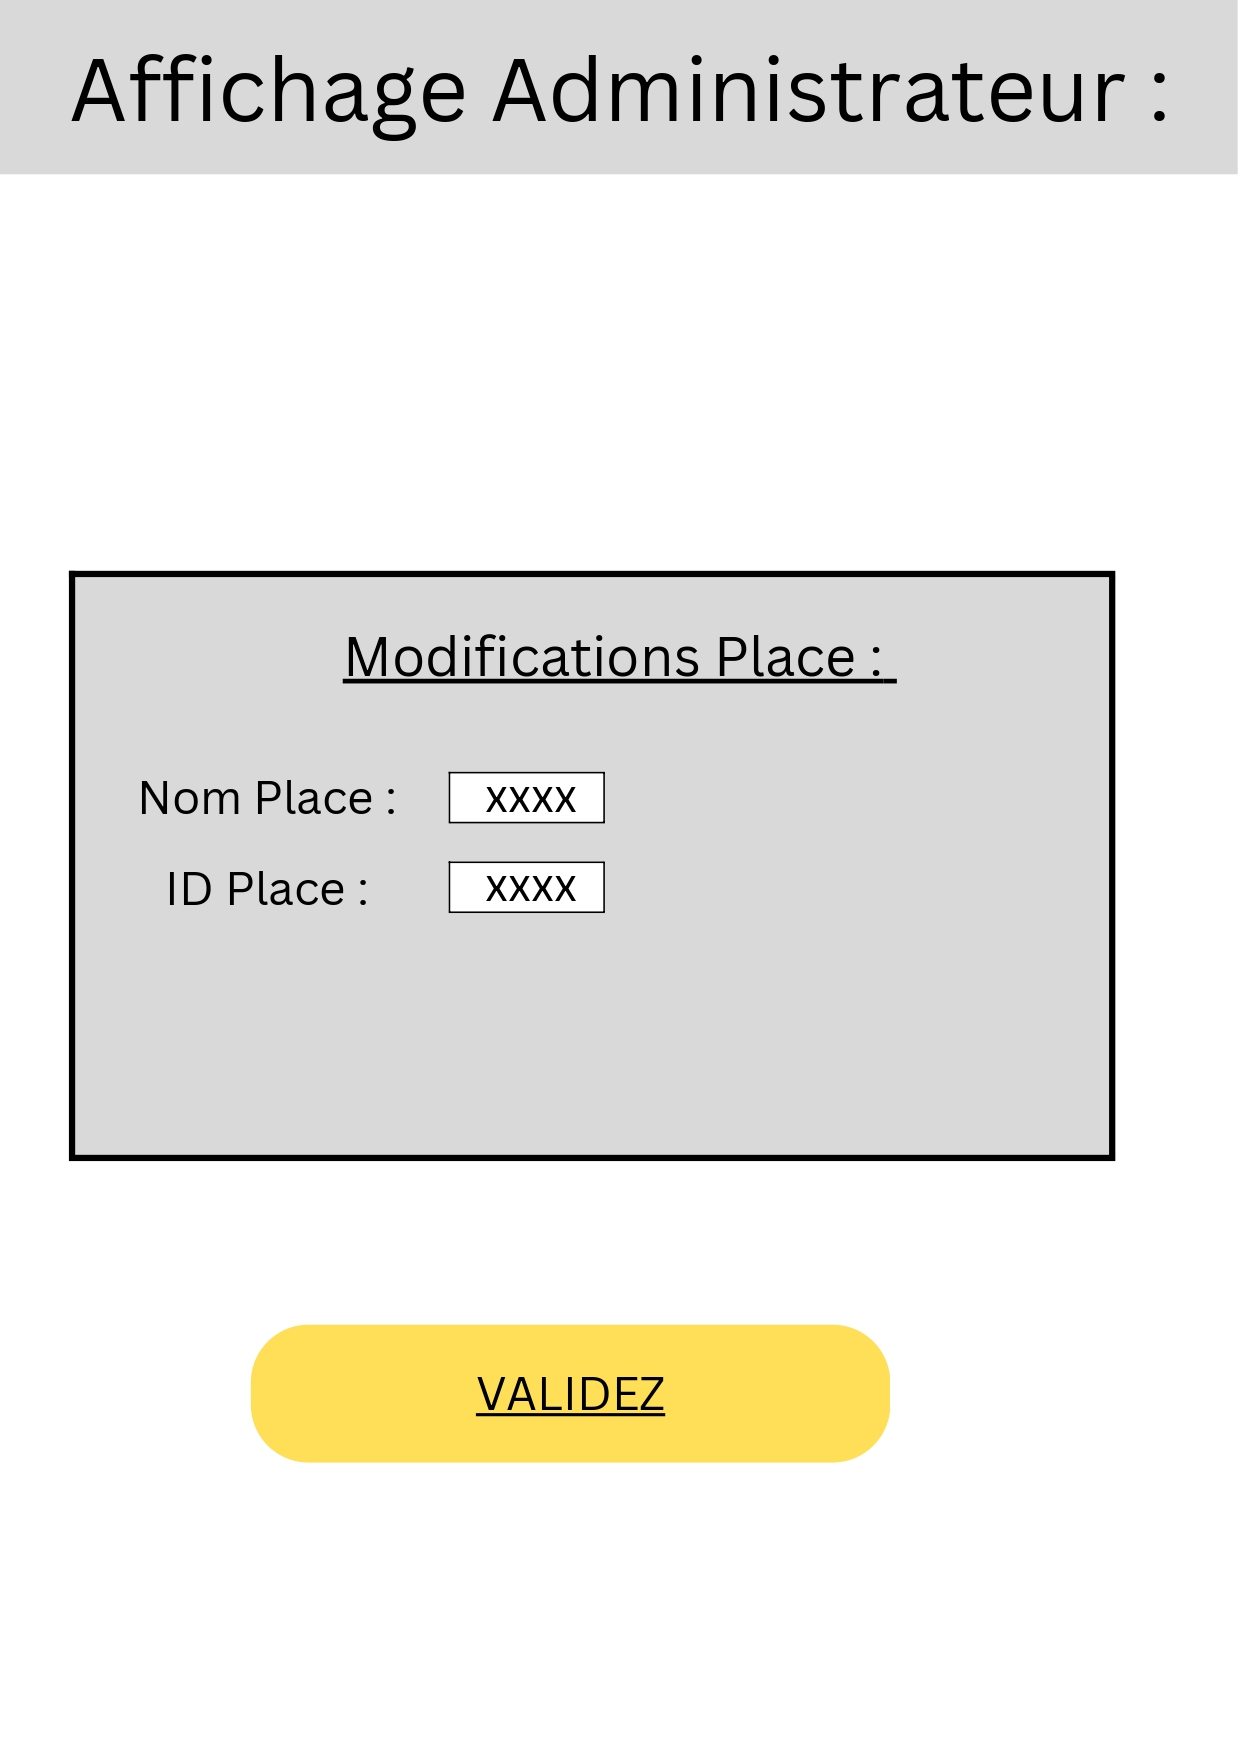 Affichage Administrateur :
Modifications Place :
Nom Place : xxxx
ID Place : xxxx
VALIDEZ